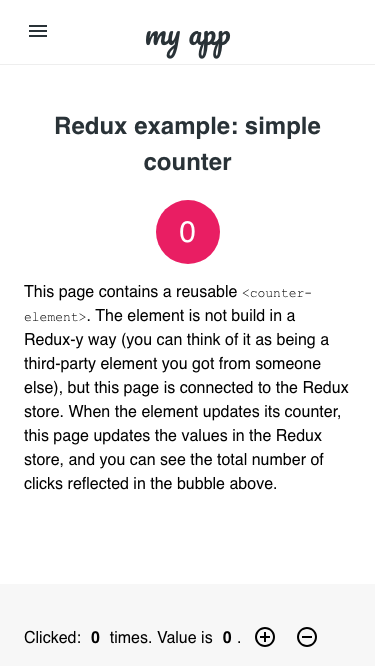 my app
Redux example: simple
counter
0
This page contains a reusable <counter-
element>. The element is not build in a
Redux-y way (you can think of it as being a
third-party element you got from someone
else), but this page is connected to the Redux
store. When the element updates its counter,
this page updates the values in the Redux
store, and you can see the total number of
clicks reflected in the bubble above.
Clicked: 0 times. Value is 0 .